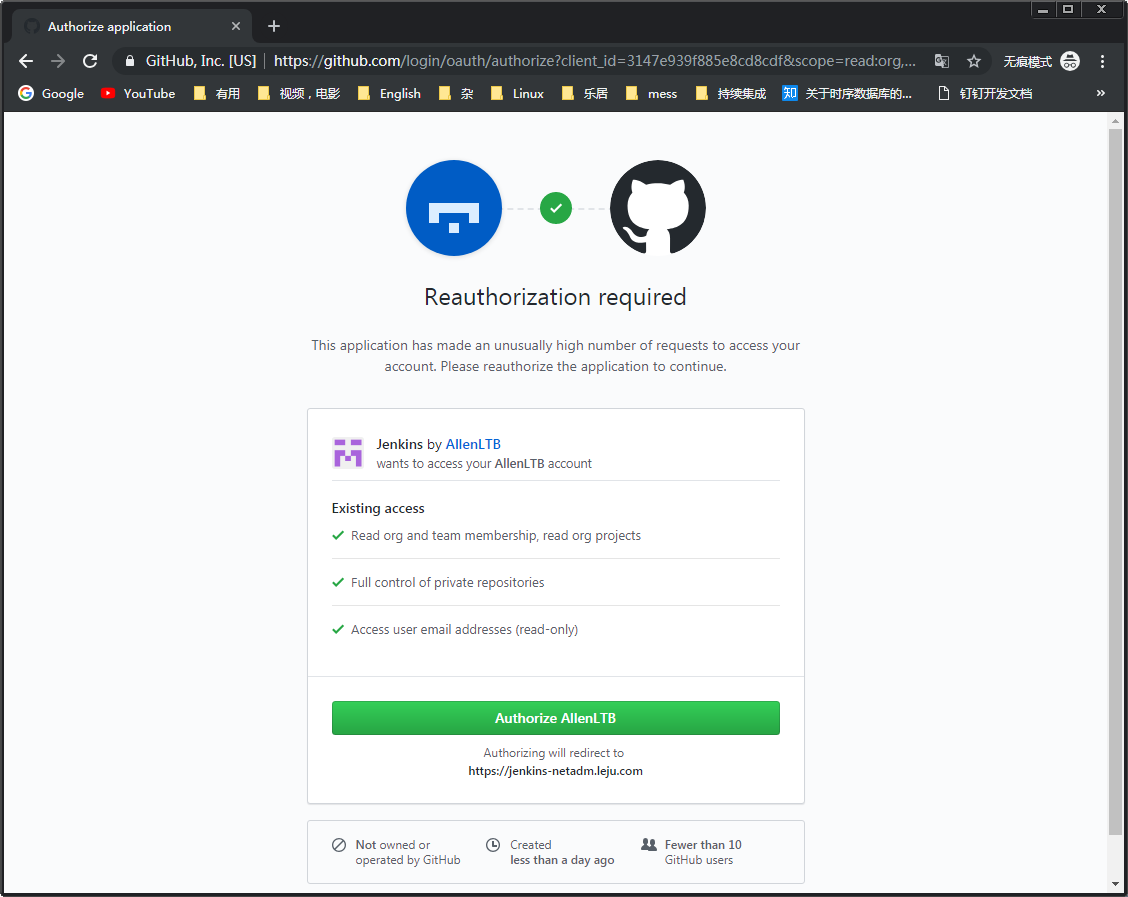 Authorize application
GitHub, Inc. [US] | https://github.com/login/oauth/authorize?client_id=3147e939f885e8cd8cdf&scope=read:org,...
无痕模式
Google
YouTube
有用
视频，电影
English
杂
Linux
乐居
mess
持续集成
知 关于时序数据库的...
钉钉开发文档
»
Reauthorization required
This application has made an unusually high number of requests to access your
account. Please reauthorize the application to continue.
Jenkins by AllenLTB
wants to access your AllenLTB account
Existing access
Read org and team membership, read org projects
Full control of private repositories
Access user email addresses (read-only)
Authorize AllenLTB
Authorizing will redirect to
https://jenkins-netadm.leju.com
Not owned or
operated by GitHub
Created
less than a day ago
Fewer than 10
GitHub users